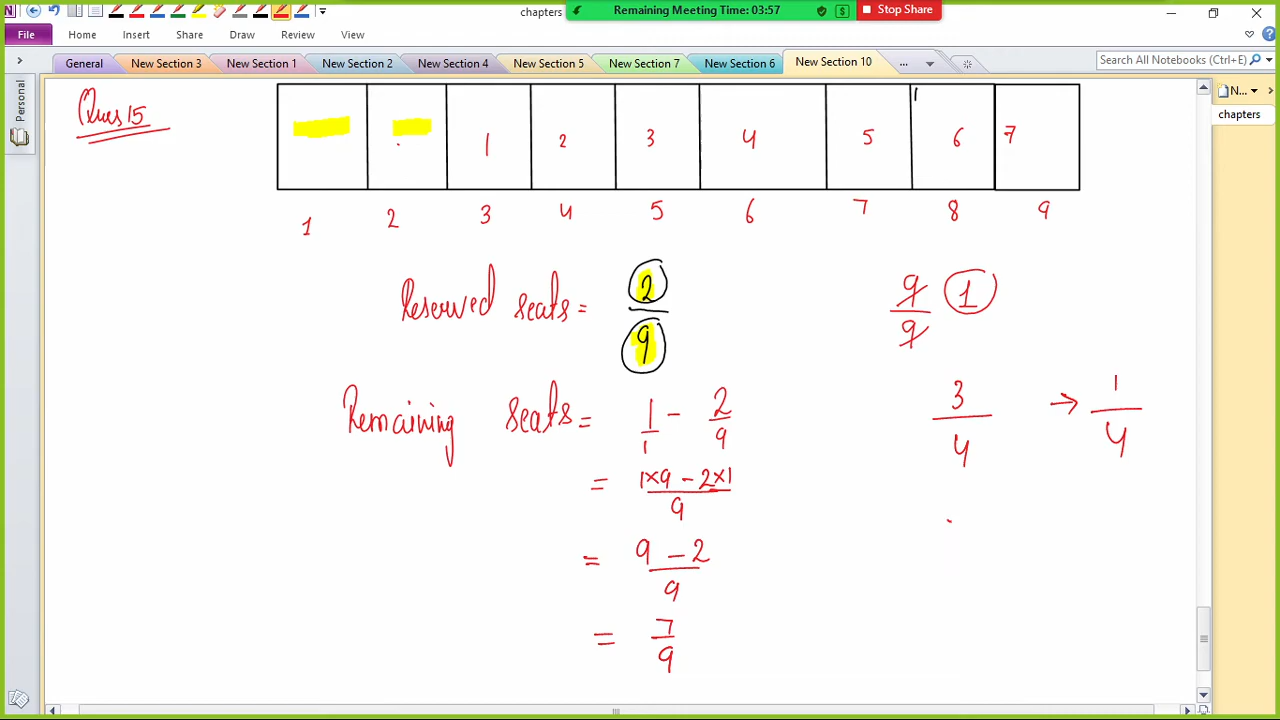 chapters
Remaining Meeting Time: 03:57
Stop Share
File Home Insert Share Draw Review View
General New Section 3 New Section 1 New Section 2 New Section 4 New Section 5 New Section 7 New Section 6 New Section 10 ...
Search All Notebooks (Ctrl+E)
Personal
N...
chapters
Ques 15
1 2 3 4 5 6 7
1 2 3 4 5 6 7 8 9
Reserved seats = 2/9
9/9 1
Remaining seats = 1/1 - 2/9
3/4 → 1/4
= 1×9 - 2×1/9
= 9 - 2/9
= 7/9